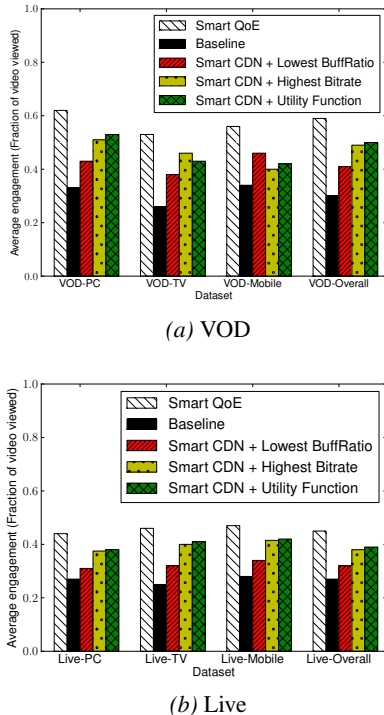 1.0
Smart QoE
Baseline
Smart CDN + Lowest BuffRatio
Smart CDN + Highest Bitrate
Smart CDN + Utility Function
Average engagement (Fraction of video viewed)
0.8
0.6
0.4
0.2
0.0
VOD-PC VOD-TV VOD-Mobile VOD-Overall
Dataset
(a) VOD
1.0
Smart QoE
Baseline
Smart CDN + Lowest BuffRatio
Smart CDN + Highest Bitrate
Smart CDN + Utility Function
Average engagement (Fraction of video viewed)
0.8
0.6
0.4
0.2
0.0
Live-PC Live-TV Live-Mobile Live-Overall
Dataset
(b) Live